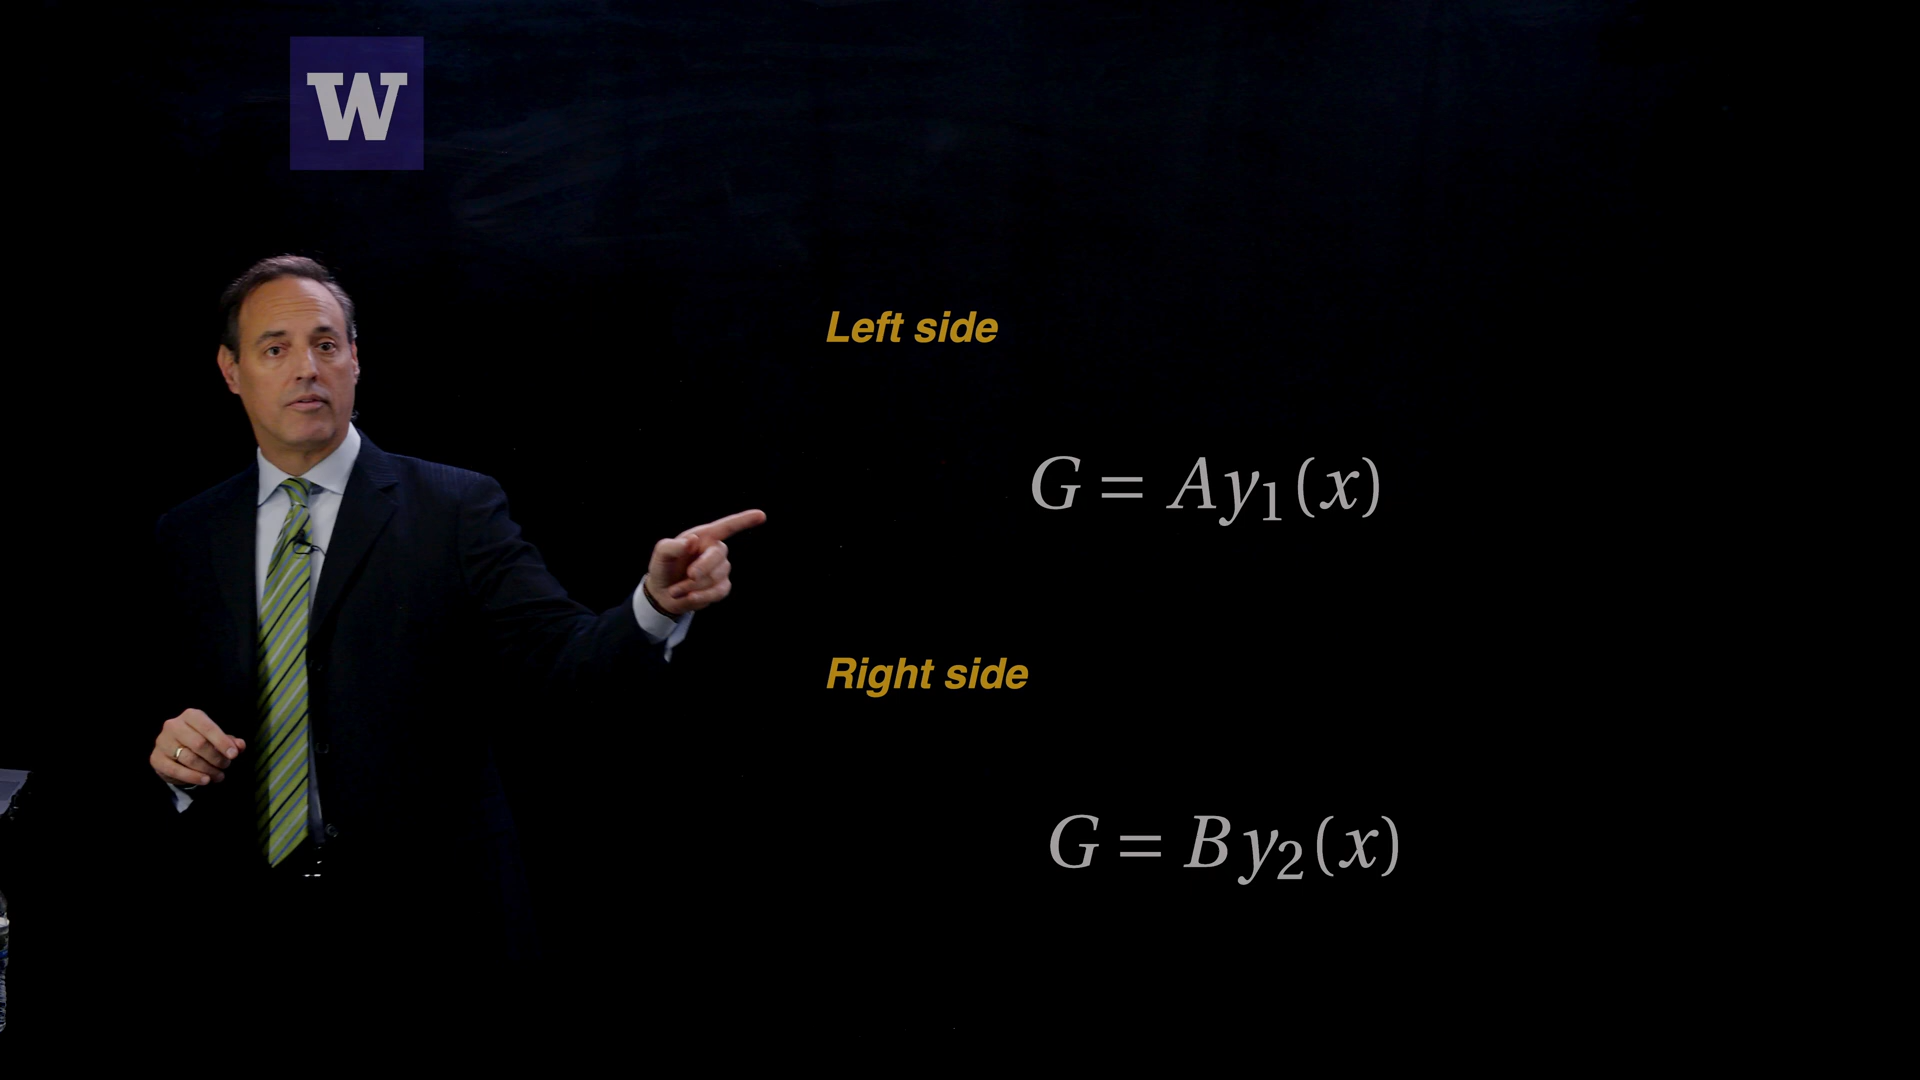 W
Left side
G = Ay₁(x)
Right side
G = By₂(x)